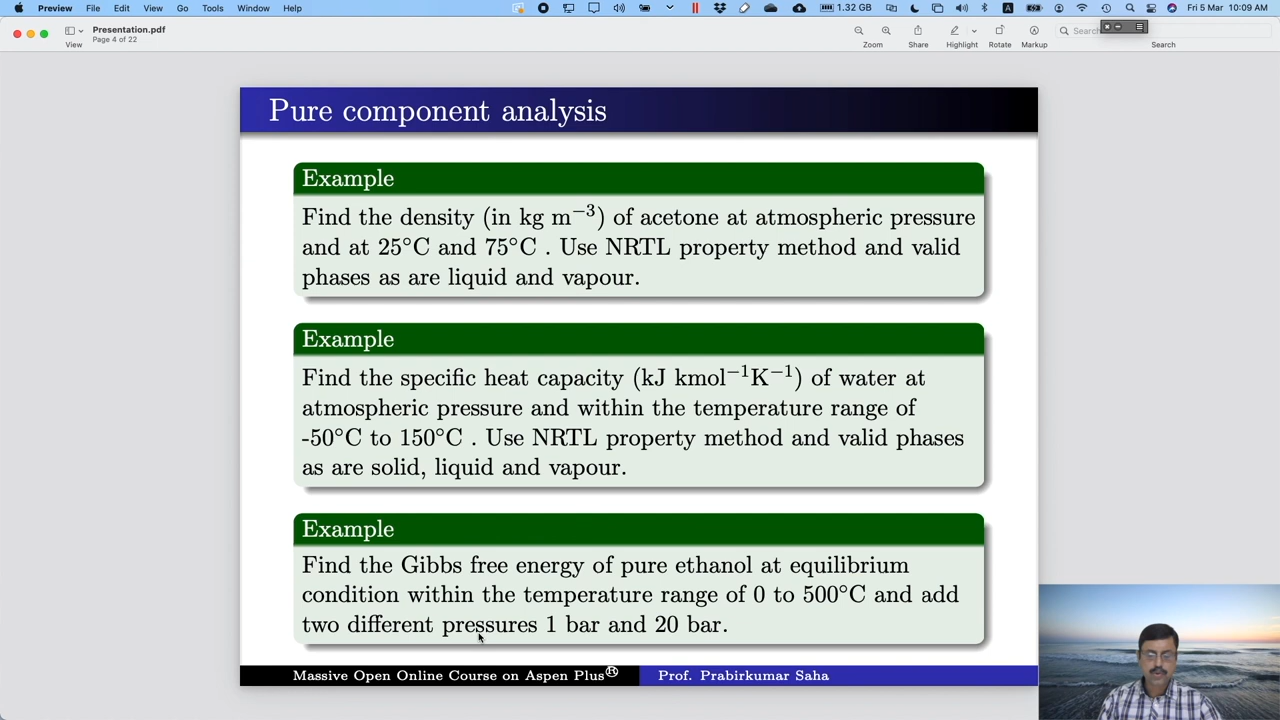 Preview File Edit View Go Tools Window Help 1.32 GB A Fri 5 Mar 10:09 AM
Presentation.pdf
Page 4 of 22
View Zoom Share Highlight Rotate Markup Search
Search
Pure component analysis
Example
Find the density (in kg m⁻³) of acetone at atmospheric pressure
and at 25°C and 75°C . Use NRTL property method and valid
phases as are liquid and vapour.
Example
Find the specific heat capacity (kJ kmol⁻¹K⁻¹) of water at
atmospheric pressure and within the temperature range of
-50°C to 150°C . Use NRTL property method and valid phases
as are solid, liquid and vapour.
Example
Find the Gibbs free energy of pure ethanol at equilibrium
condition within the temperature range of 0 to 500°C and add
two different pressures 1 bar and 20 bar.
Massive Open Online Course on Aspen Plus® Prof. Prabirkumar Saha